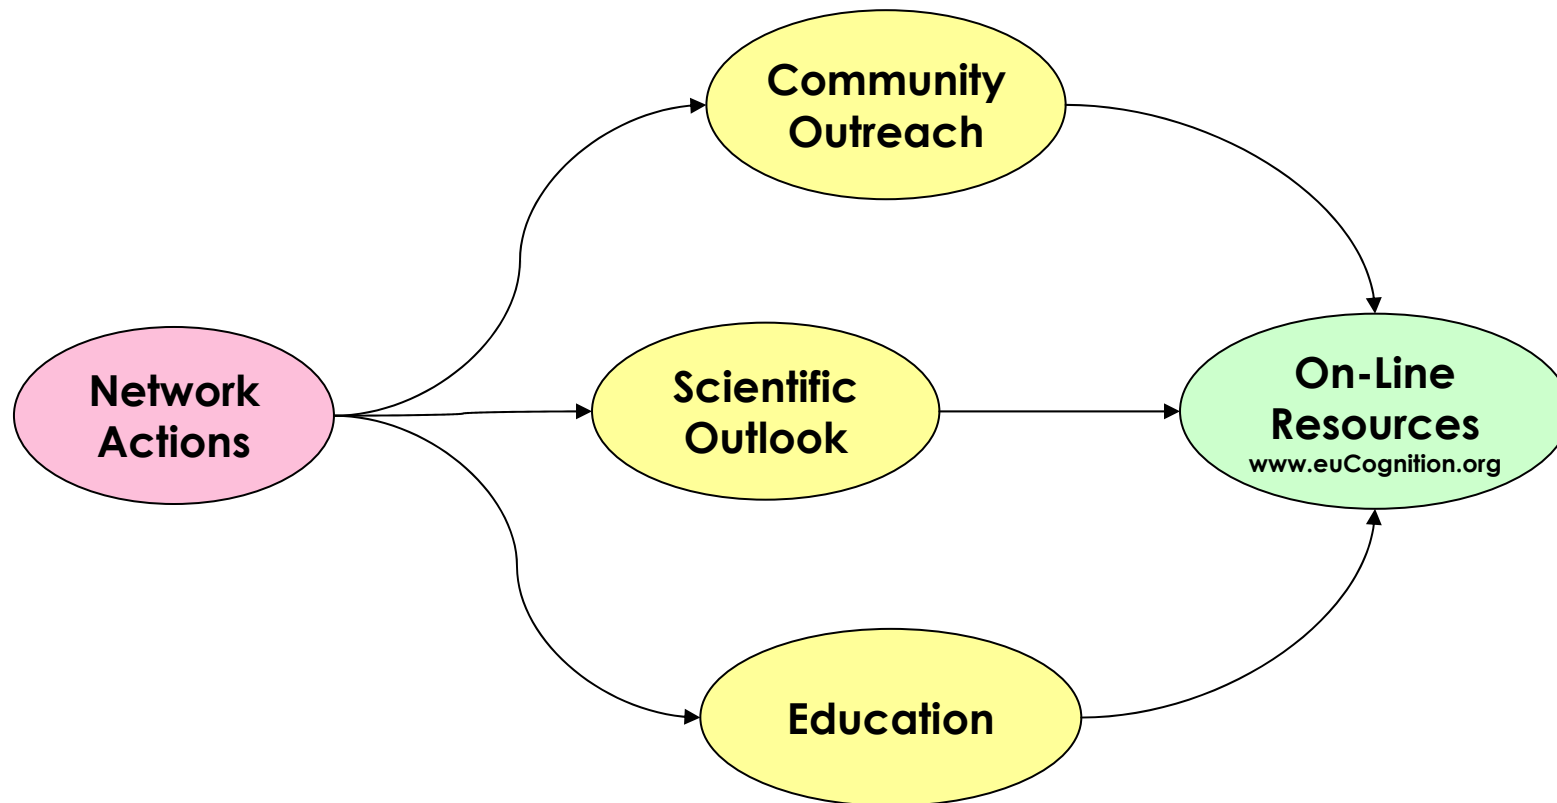 Community
Outreach
Network
Actions
Scientific
Outlook
On-Line
Resources
www.euCognition.org
Education